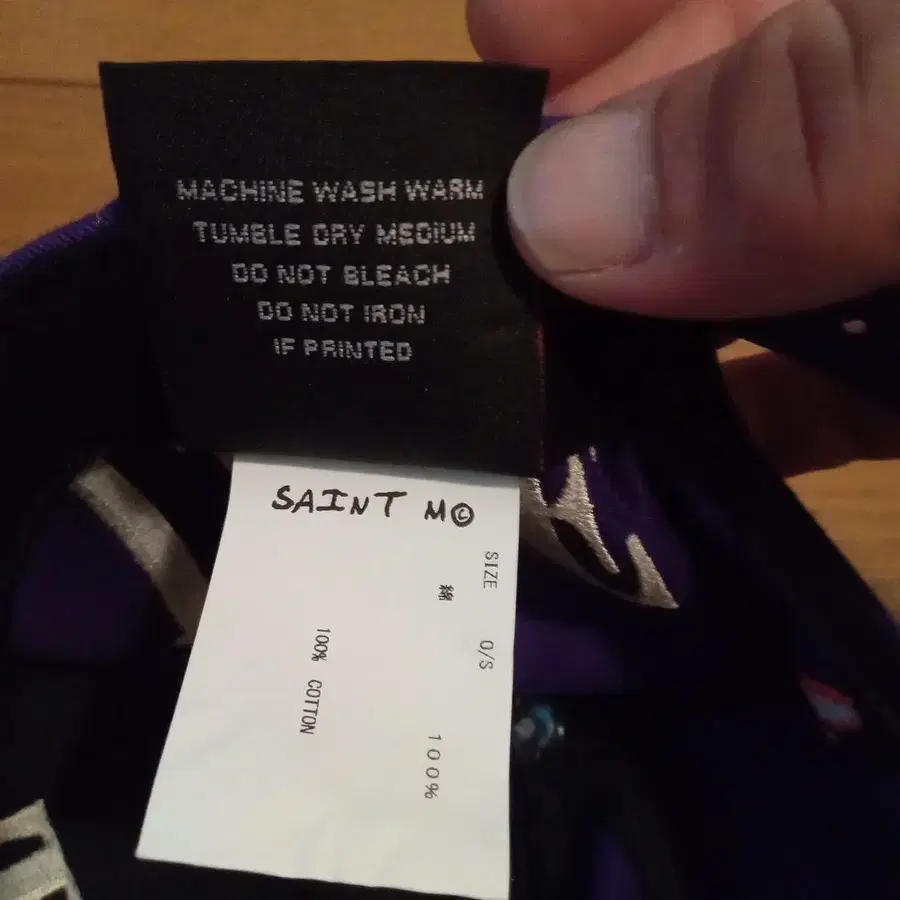 MACHINE WASH WARM
TUMBLE DRY MEDIUM
DO NOT BLEACH
DO NOT IRON
IF PRINTED
SAINT M©
SIZE O/S
綿 100%
100% COTTON